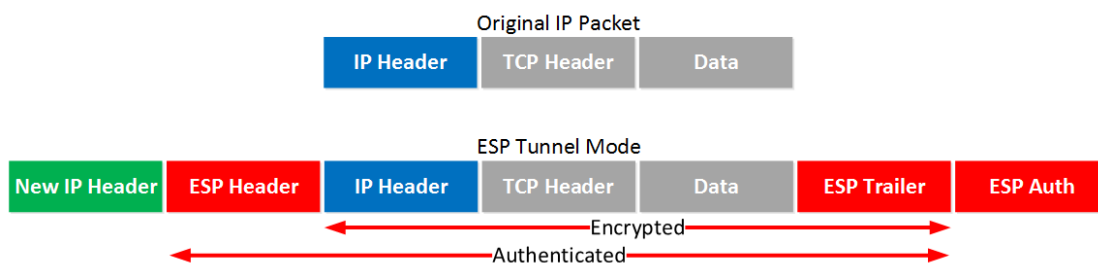 Original IP Packet
IP Header TCP Header Data
ESP Tunnel Mode
New IP Header ESP Header IP Header TCP Header Data ESP Trailer ESP Auth
Encrypted
Authenticated